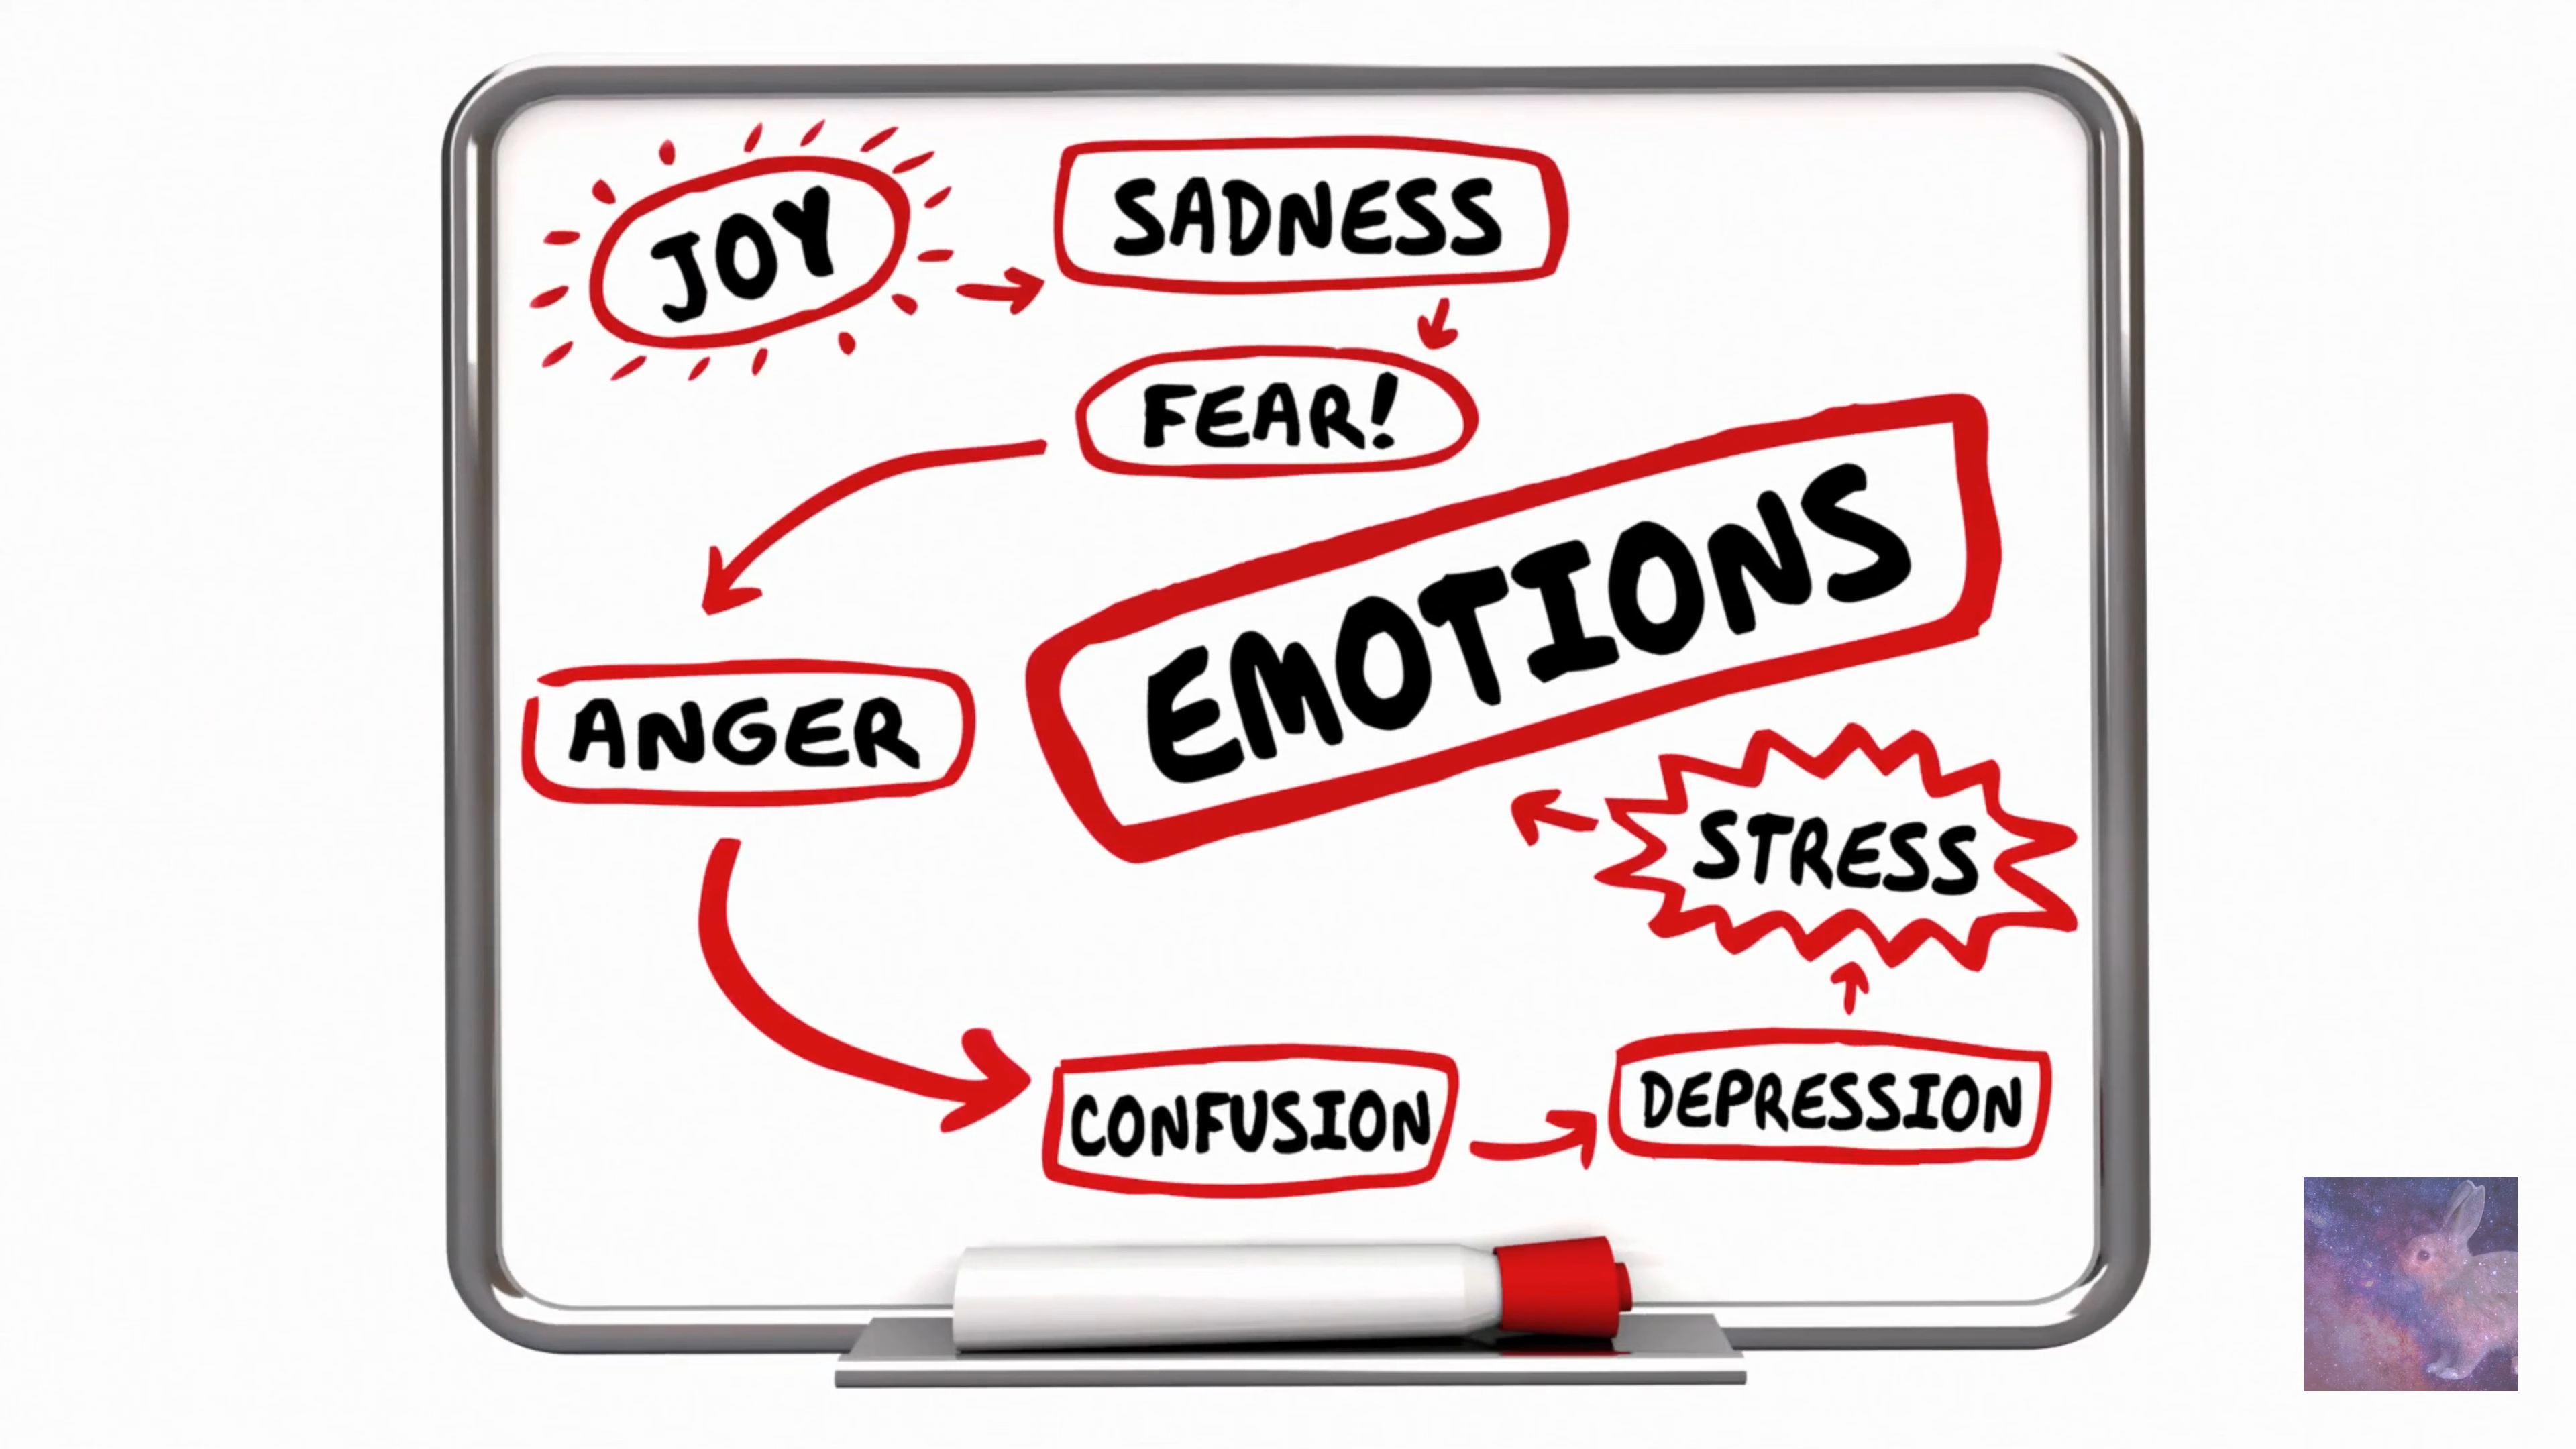 JOY
SADNESS
FEAR!
EMOTIONS
ANGER
STRESS
CONFUSION
DEPRESSION